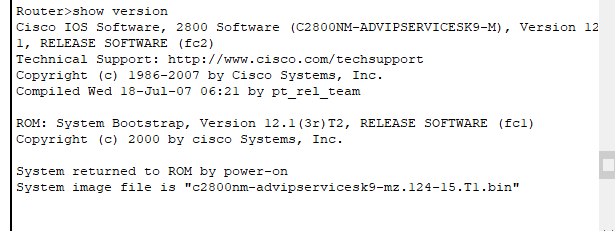 Router>show version
Cisco IOS Software, 2800 Software (C2800NM-ADVIPSERVICESK9-M), Version 12
1, RELEASE SOFTWARE (fc2)
Technical Support: http://www.cisco.com/techsupport
Copyright (c) 1986-2007 by Cisco Systems, Inc.
Compiled Wed 18-Jul-07 06:21 by pt_rel_team
ROM: System Bootstrap, Version 12.1(3r)T2, RELEASE SOFTWARE (fc1)
Copyright (c) 2000 by cisco Systems, Inc.
System returned to ROM by power-on
System image file is "c2800nm-advipservicesk9-mz.124-15.T1.bin"